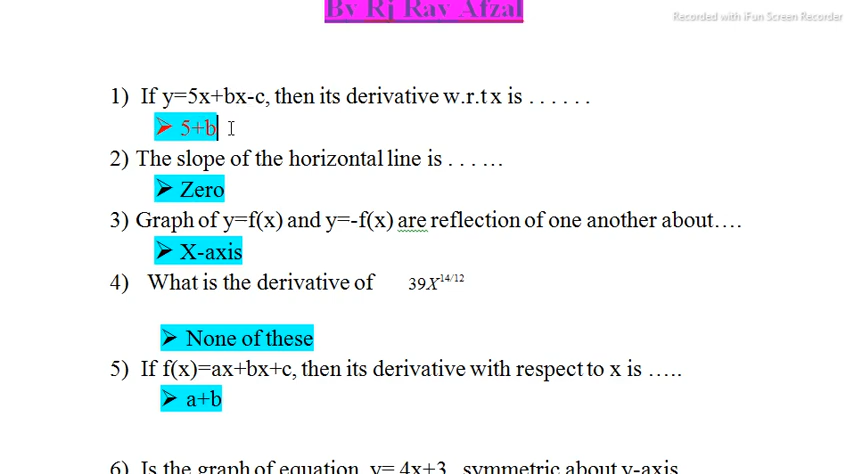 By Rj Rav Afzal
Recorded with iFun Screen Recorder
1) If y=5x+bx-c, then its derivative w.r.t x is . . . . . .
➢ 5+b
2) The slope of the horizontal line is . . . …
➢ Zero
3) Graph of y=f(x) and y=-f(x) are reflection of one another about….
➢ X-axis
4) What is the derivative of 39X^14/12
➢ None of these
5) If f(x)=ax+bx+c, then its derivative with respect to x is …..
➢ a+b
6) Is the graph of equation y= 4x+3 symmetric about y-axis